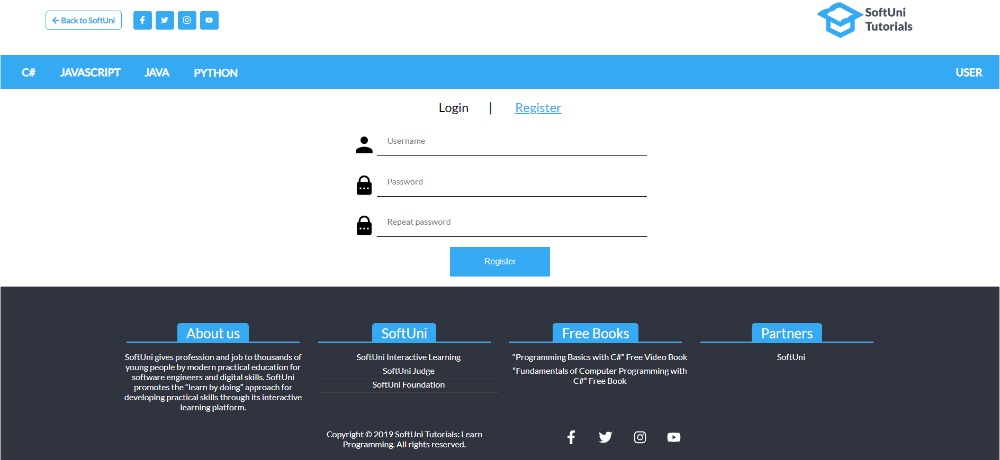 Back to SoftUni
SoftUni
Tutorials
C# JAVASCRIPT JAVA PYTHON USER
Login | Register
Username
Password
Repeat password
Register
About us
SoftUni gives profession and job to thousands of
young people by modern practical education for
software engineers and digital skills. SoftUni
promotes the “learn by doing” approach for
developing practical skills through its interactive
learning platform.
SoftUni
SoftUni Interactive Learning
SoftUni Judge
SoftUni Foundation
Free Books
“Programming Basics with C#” Free Video Book
“Fundamentals of Computer Programming with
C#” Free Book
Partners
SoftUni
Copyright © 2019 SoftUni Tutorials: Learn
Programming. All rights reserved.